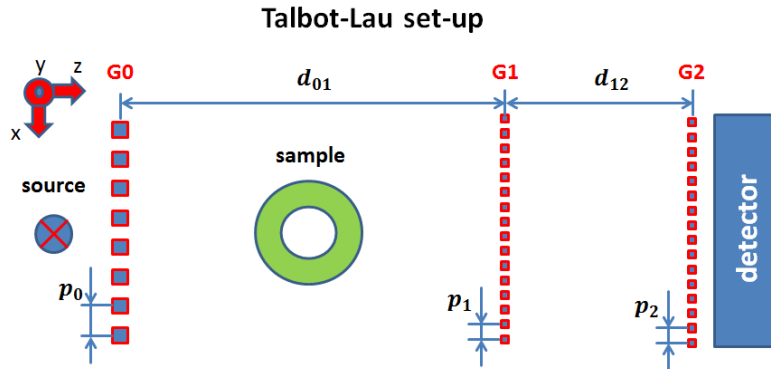 Talbot-Lau set-up
y
z
x
G0
d₀₁
G1
d₁₂
G2
sample
source
detector
p₀
p₁
p₂